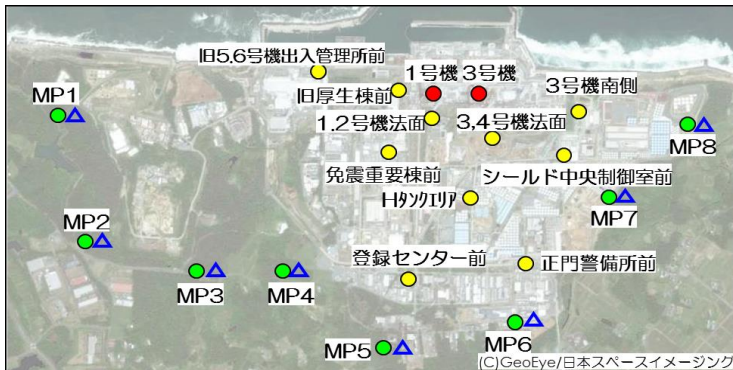 旧5.6号機出入管理所前
1号機 3号機
3号機南側
MP1
旧厚生棟前
1.2号機法面
3,4号機法面
MP8
免震重要棟前
シールド中央制御室前
Hﾀﾝｸｴﾘｱ
MP7
MP2
登録センター前
正門警備所前
MP3
MP4
MP6
MP5
(C)GeoEye/日本スペースイメージング